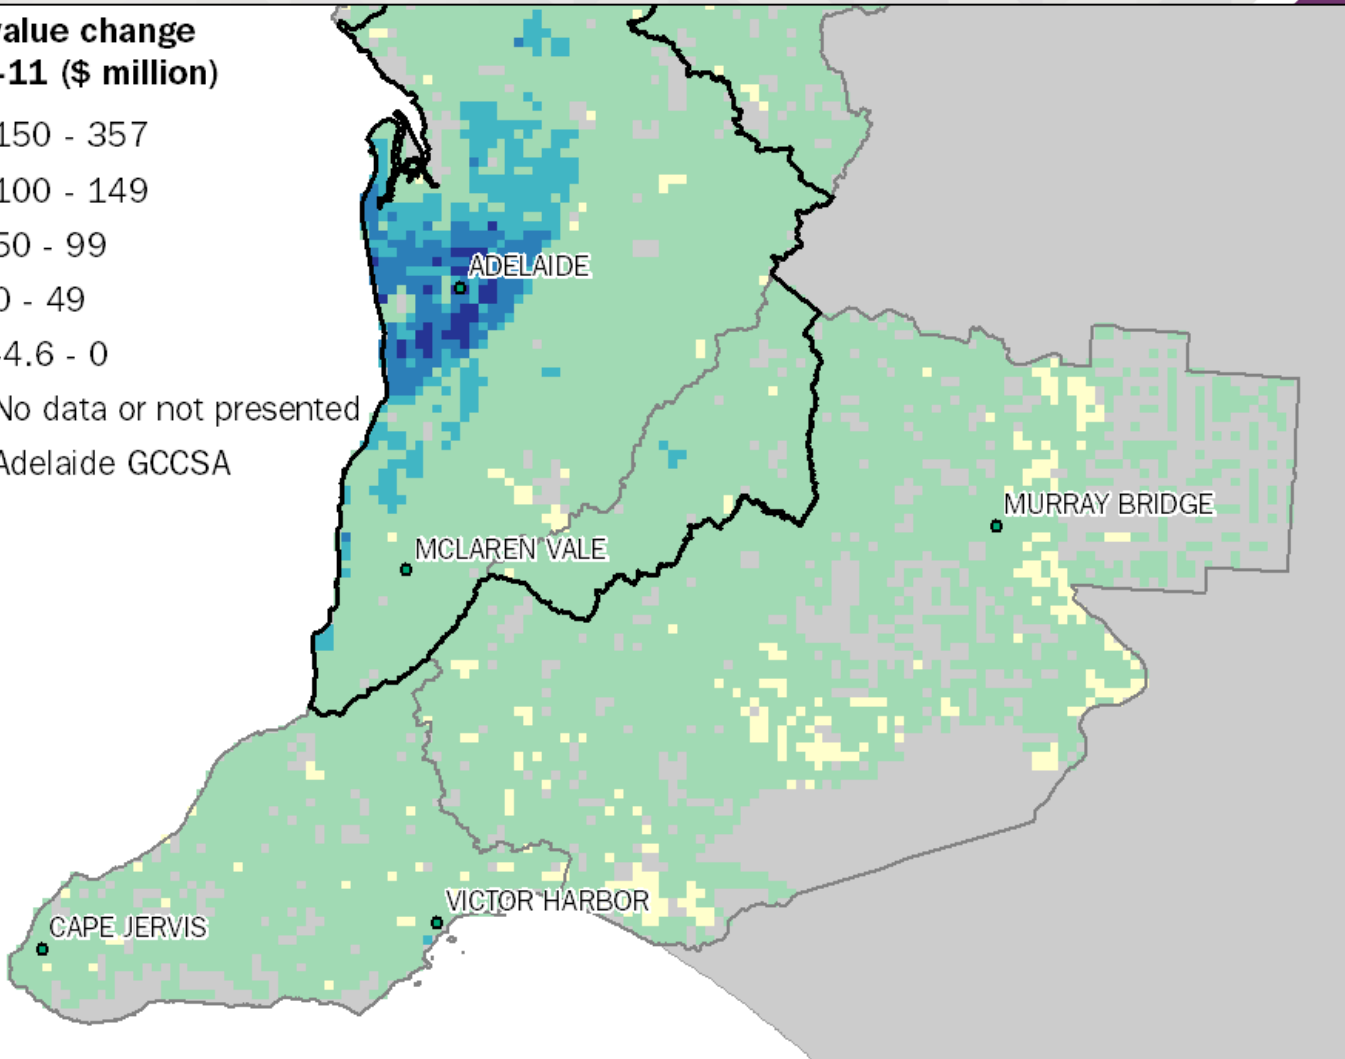 value change
-11 ($ million)
150 - 357
100 - 149
50 - 99
0 - 49
-4.6 - 0
No data or not presented
Adelaide GCCSA
ADELAIDE
MURRAY BRIDGE
MCLAREN VALE
VICTOR HARBOR
CAPE JERVIS